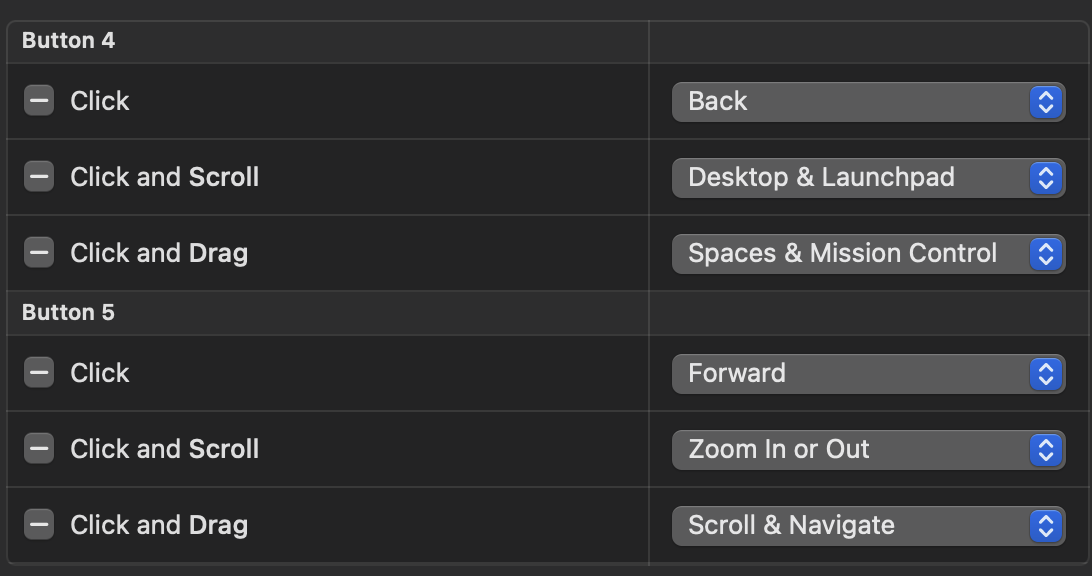 Button 4
Click
Back
Click and Scroll
Desktop & Launchpad
Click and Drag
Spaces & Mission Control
Button 5
Click
Forward
Click and Scroll
Zoom In or Out
Click and Drag
Scroll & Navigate